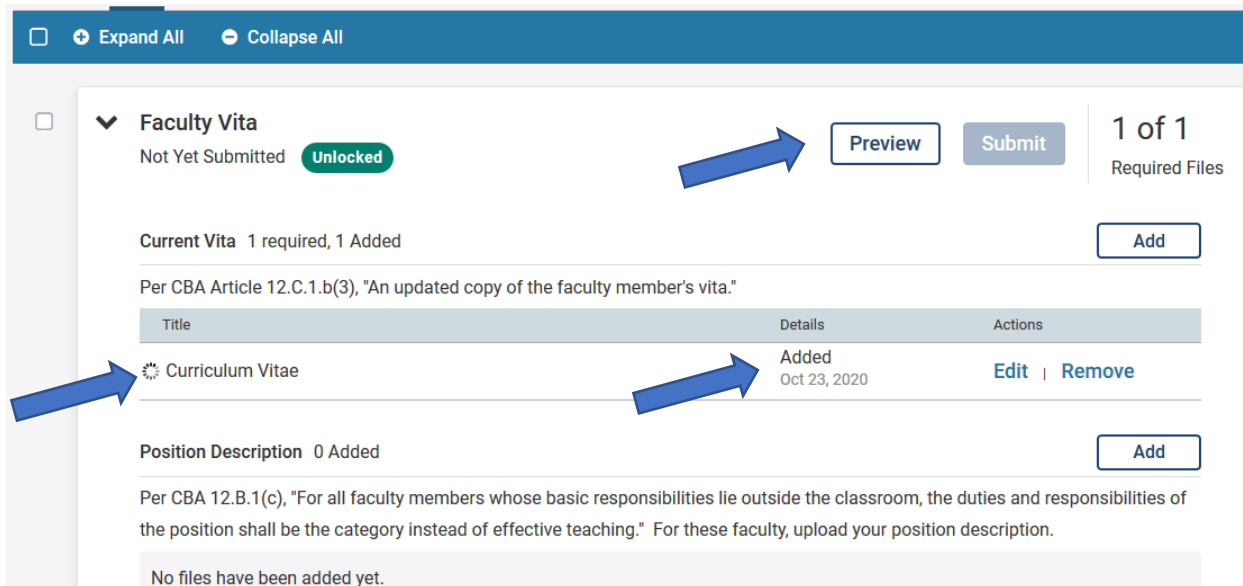 Expand All Collapse All
Faculty Vita
Not Yet Submitted Unlocked
Preview Submit
1 of 1
Required Files
Current Vita 1 required, 1 Added Add
Per CBA Article 12.C.1.b(3), "An updated copy of the faculty member's vita."
Title Details Actions
Curriculum Vitae Added Edit | Remove
Oct 23, 2020
Position Description 0 Added Add
Per CBA 12.B.1(c), "For all faculty members whose basic responsibilities lie outside the classroom, the duties and responsibilities of
the position shall be the category instead of effective teaching." For these faculty, upload your position description.
No files have been added yet.